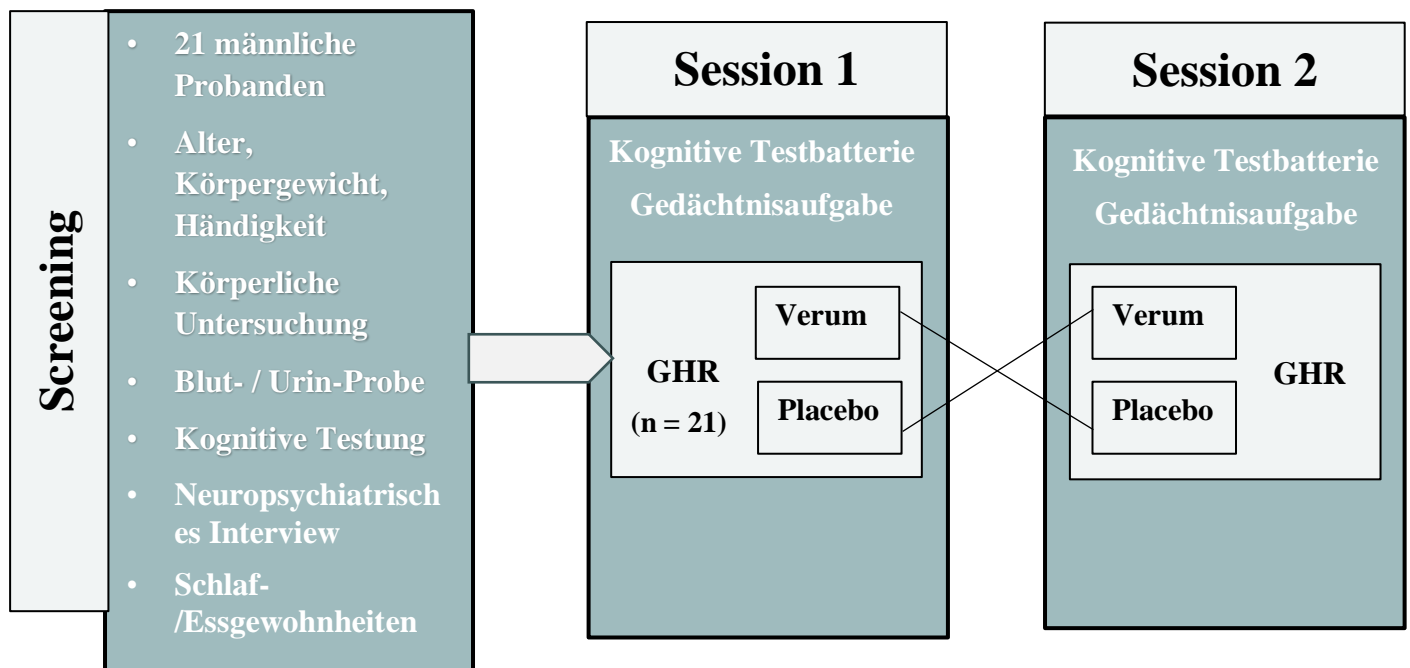 Screening
• 21 männliche
Probanden
• Alter,
Körpergewicht,
Händigkeit
• Körperliche
Untersuchung
• Blut- / Urin-Probe
• Kognitive Testung
• Neuropsychiatrisch
es Interview
• Schlaf-
/Essgewohnheiten
Session 1
Kognitive Testbatterie
Gedächtnisaufgabe
GHR
(n = 21)
Verum
Placebo
Session 2
Kognitive Testbatterie
Gedächtnisaufgabe
Verum
Placebo
GHR